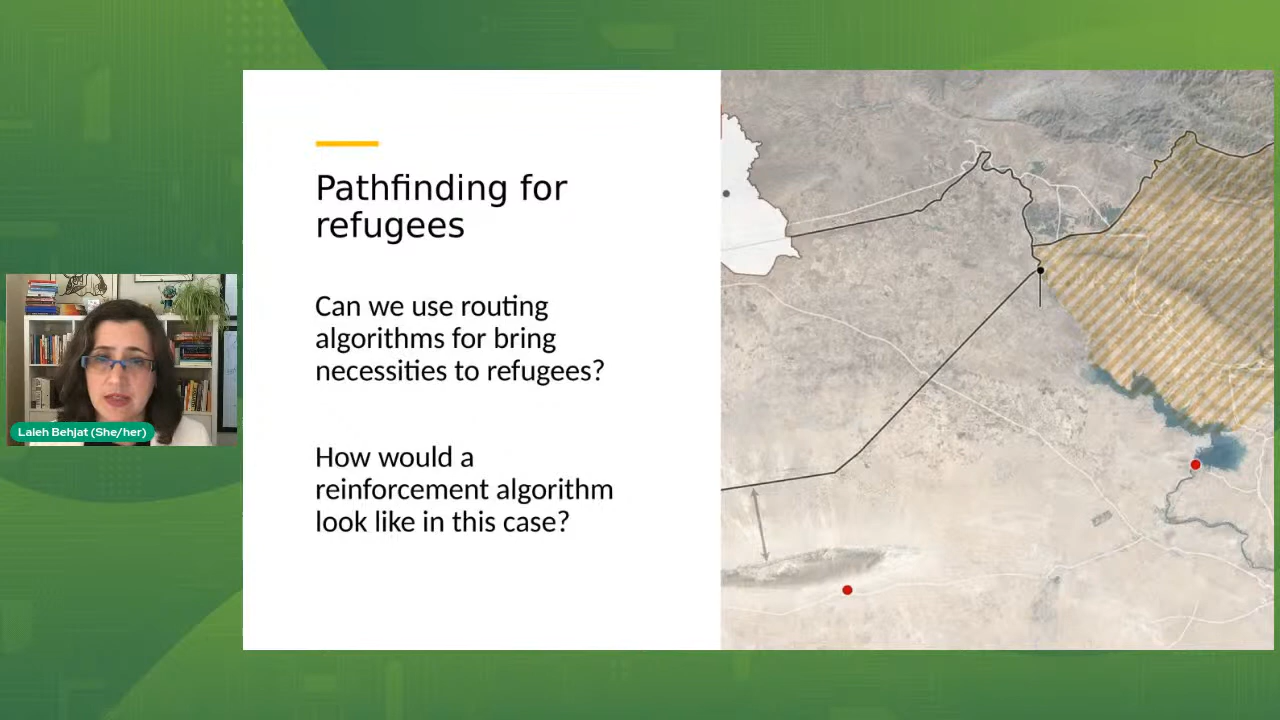 Pathfinding for
refugees
Can we use routing
algorithms for bring
necessities to refugees?
How would a
reinforcement algorithm
look like in this case?
Laleh Behjat (She/her)